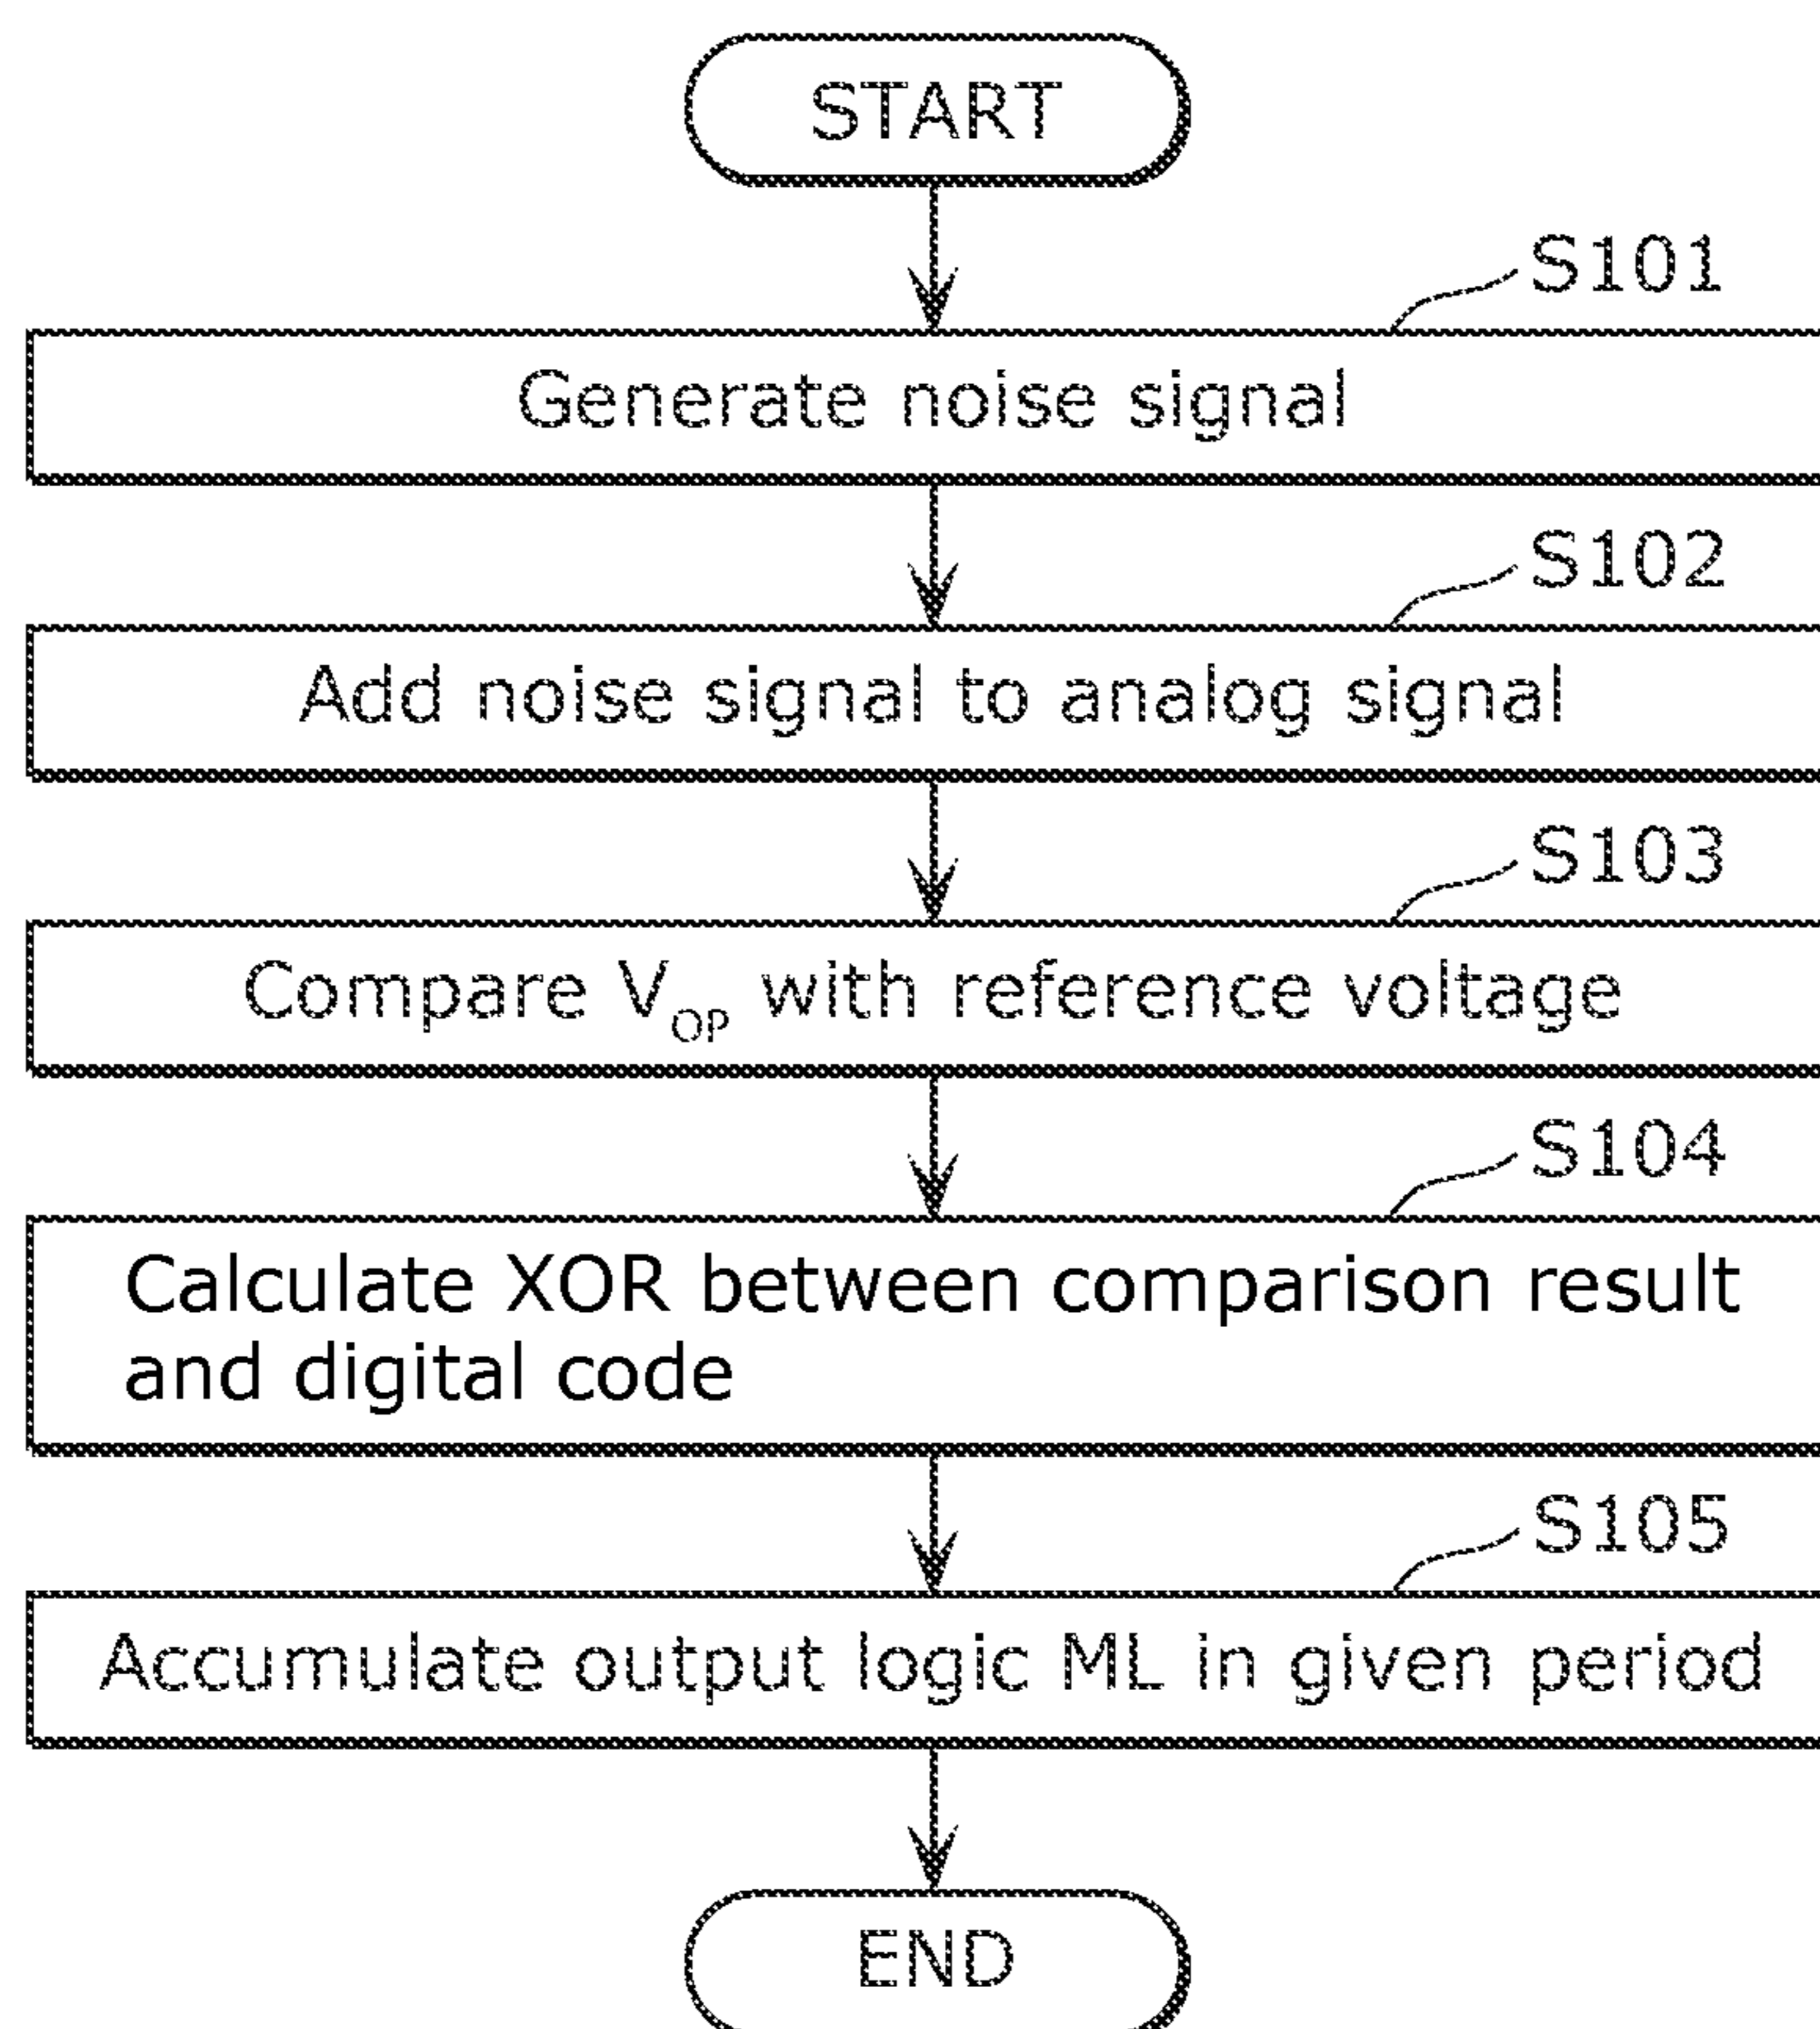 START
S101
Generate noise signal
S102
Add noise signal to analog signal
S103
Compare V_OP with reference voltage
S104
Calculate XOR between comparison result
and digital code
S105
Accumulate output logic ML in given period
END